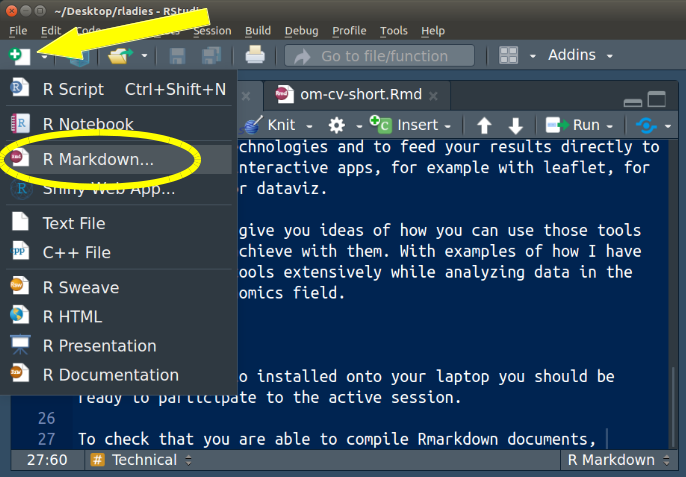 ~/Desktop/rladies - RStudio
File Edit Code Session Build Debug Profile Tools Help
Go to file/function Addins
R Script Ctrl+Shift+N
om-cv-short.Rmd
R Notebook
Knit Insert Run
R Markdown...
chnologies and to feed your results directly to
nteractive apps, for example with leaflet, for
r dataviz.
Shiny Web App...
Text File
give you ideas of how you can use those tools
chieve with them. With examples of how I have
C++ File
ools extensively while analyzing data in the
R Sweave
omics field.
R HTML
R Presentation
R Documentation
o installed onto your laptop you should be
ready to participate to the active session.
26
27 To check that you are able to compile Rmarkdown documents,
27:60 # Technical R Markdown